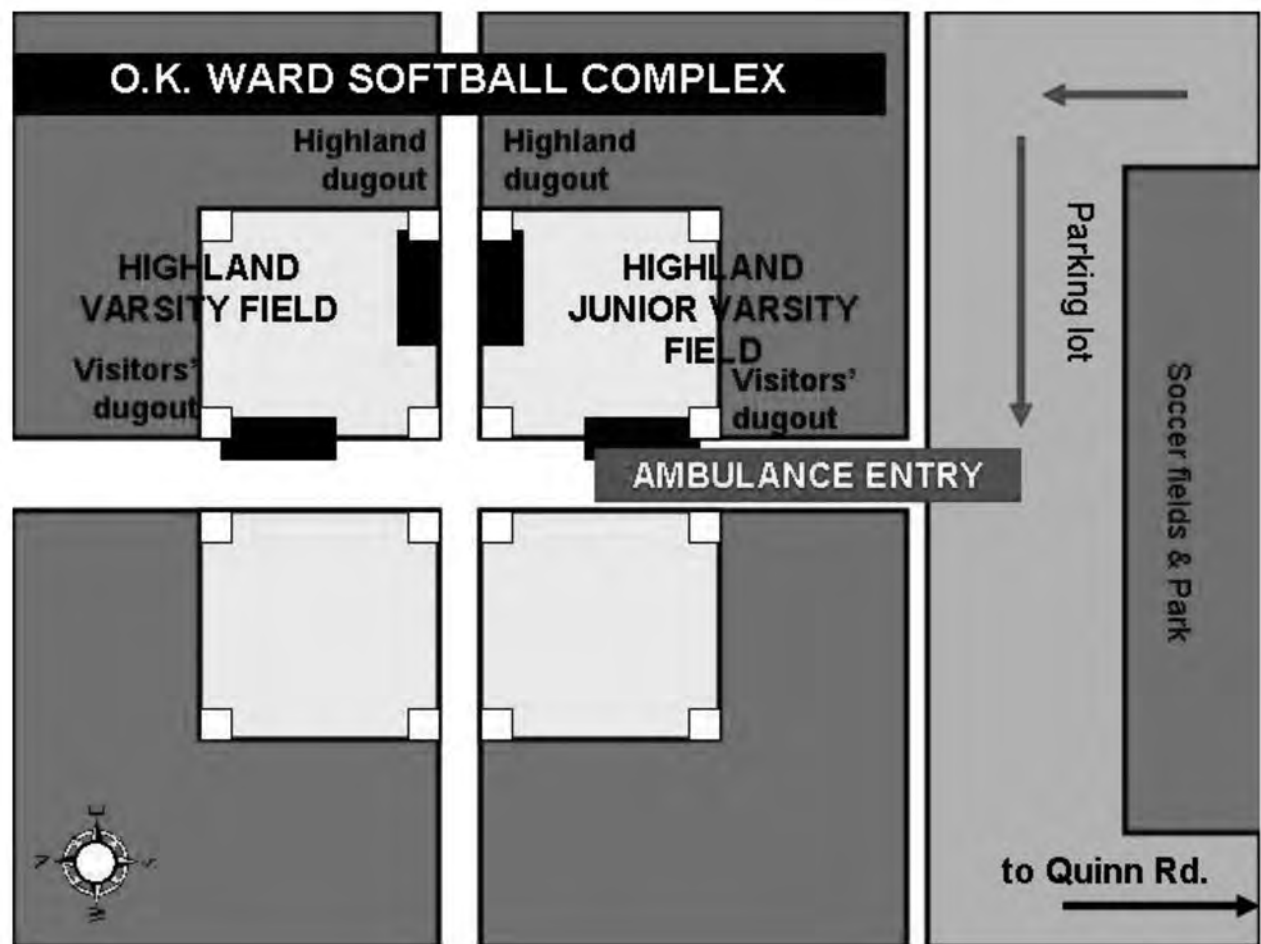 O.K. WARD SOFTBALL COMPLEX
Highland
dugout
Highland
dugout
HIGHLAND
VARSITY FIELD
HIGHLAND
JUNIOR VARSITY
FIELD
Visitors’
dugout
Visitors’
dugout
AMBULANCE ENTRY
Parking lot
Soccer fields & Park
to Quinn Rd.
E
N
S
W